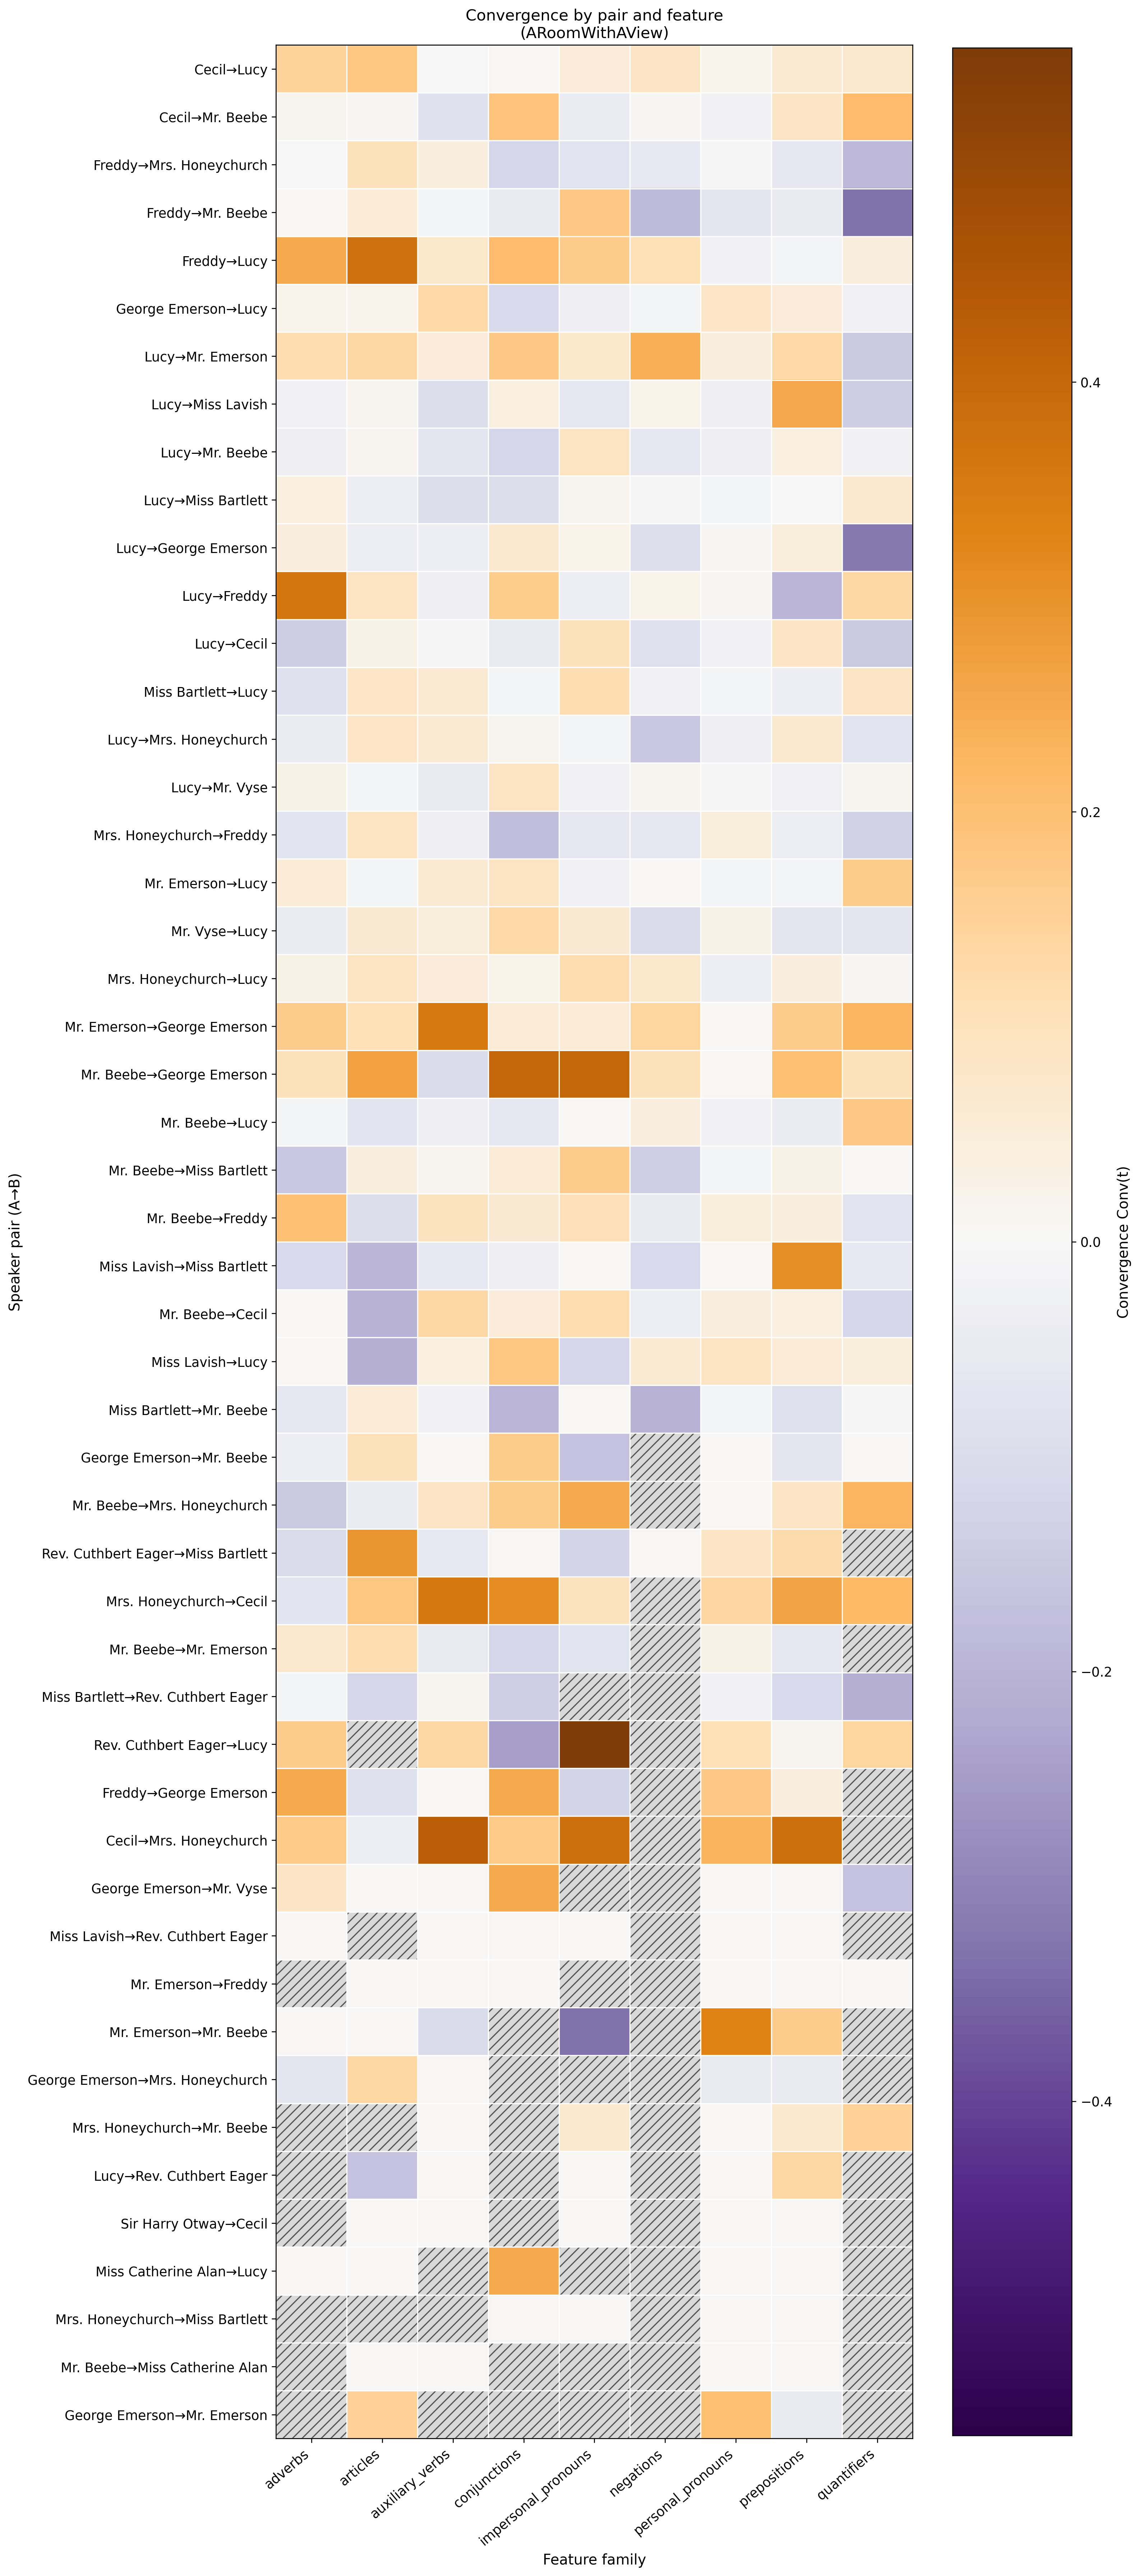 Convergence by pair and feature
(ARoomWithAView)
Cecil→Lucy
Cecil→Mr. Beebe
Freddy→Mrs. Honeychurch
Freddy→Mr. Beebe
Freddy→Lucy
George Emerson→Lucy
Lucy→Mr. Emerson
Lucy→Miss Lavish
Lucy→Mr. Beebe
Lucy→Miss Bartlett
Lucy→George Emerson
Lucy→Freddy
Lucy→Cecil
Miss Bartlett→Lucy
Lucy→Mrs. Honeychurch
Lucy→Mr. Vyse
Mrs. Honeychurch→Freddy
Mr. Emerson→Lucy
Mr. Vyse→Lucy
Mrs. Honeychurch→Lucy
Mr. Emerson→George Emerson
Mr. Beebe→George Emerson
Mr. Beebe→Lucy
Mr. Beebe→Miss Bartlett
Mr. Beebe→Freddy
Miss Lavish→Miss Bartlett
Mr. Beebe→Cecil
Miss Lavish→Lucy
Miss Bartlett→Mr. Beebe
George Emerson→Mr. Beebe
Mr. Beebe→Mrs. Honeychurch
Rev. Cuthbert Eager→Miss Bartlett
Mrs. Honeychurch→Cecil
Mr. Beebe→Mr. Emerson
Miss Bartlett→Rev. Cuthbert Eager
Rev. Cuthbert Eager→Lucy
Freddy→George Emerson
Cecil→Mrs. Honeychurch
George Emerson→Mr. Vyse
Miss Lavish→Rev. Cuthbert Eager
Mr. Emerson→Freddy
Mr. Emerson→Mr. Beebe
George Emerson→Mrs. Honeychurch
Mrs. Honeychurch→Mr. Beebe
Lucy→Rev. Cuthbert Eager
Sir Harry Otway→Cecil
Miss Catherine Alan→Lucy
Mrs. Honeychurch→Miss Bartlett
Mr. Beebe→Miss Catherine Alan
George Emerson→Mr. Emerson
Speaker pair (A→B)
adverbs
articles
auxiliary_verbs
conjunctions
impersonal_pronouns
negations
personal_pronouns
prepositions
quantifiers
Feature family
0.4
0.2
0.0
−0.2
−0.4
Convergence Conv(t)